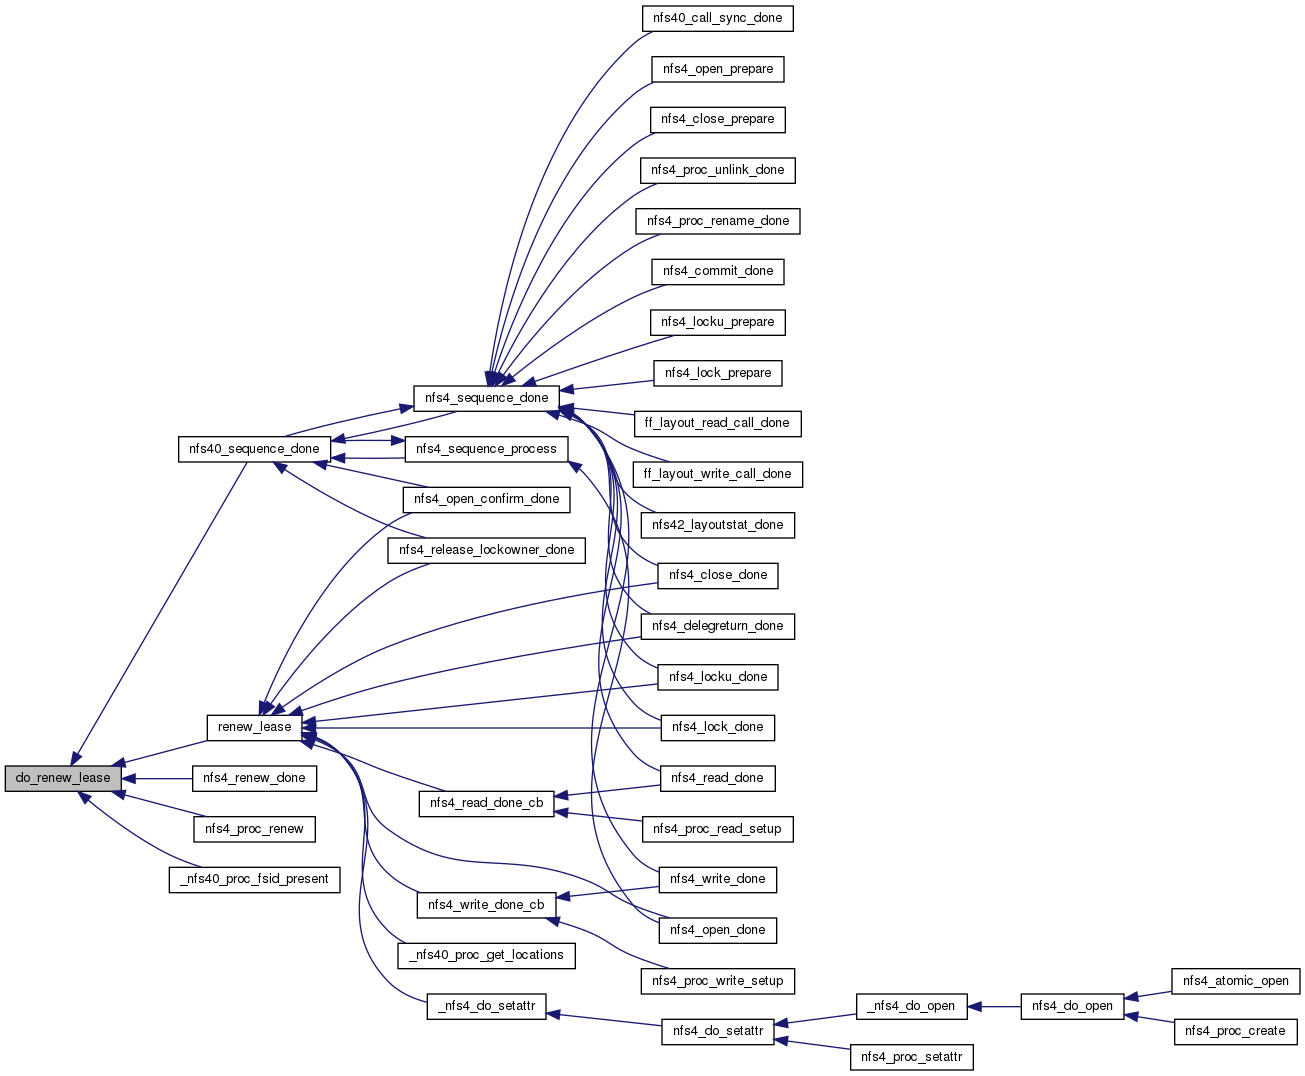 nfs40_call_sync_done
nfs4_open_prepare
nfs4_close_prepare
nfs4_proc_unlink_done
nfs4_proc_rename_done
nfs4_commit_done
nfs4_locku_prepare
nfs4_lock_prepare
nfs4_sequence_done
ff_layout_read_call_done
nfs40_sequence_done
nfs4_sequence_process
ff_layout_write_call_done
nfs4_open_confirm_done
nfs42_layoutstat_done
nfs4_release_lockowner_done
nfs4_close_done
nfs4_delegreturn_done
nfs4_locku_done
renew_lease
nfs4_lock_done
do_renew_lease
nfs4_renew_done
nfs4_read_done
nfs4_read_done_cb
nfs4_proc_renew
nfs4_proc_read_setup
_nfs40_proc_fsid_present
nfs4_write_done
nfs4_write_done_cb
nfs4_open_done
_nfs40_proc_get_locations
nfs4_proc_write_setup
nfs4_atomic_open
_nfs4_do_setattr
_nfs4_do_open
nfs4_do_open
nfs4_do_setattr
nfs4_proc_create
nfs4_proc_setattr